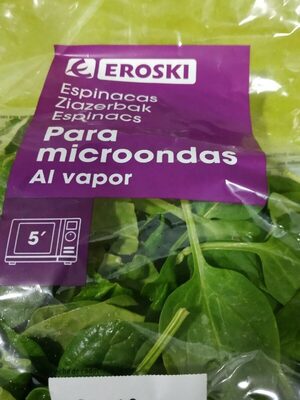 EROSKI
Espinacas
Ziazerbak
Espinacs
Para
microondas
Al vapor
5'